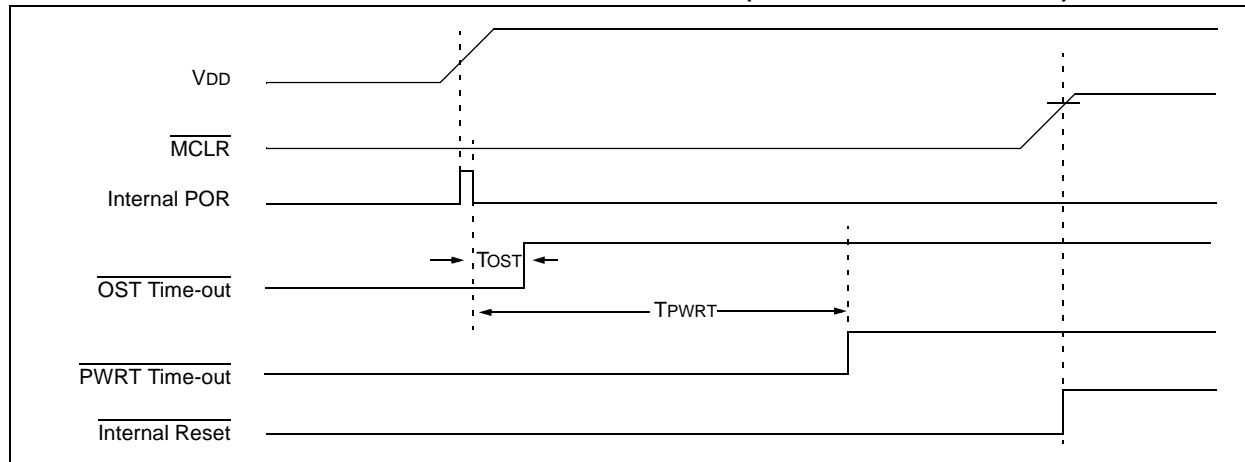 VDD
MCLR
Internal POR
TOST
OST Time-out
TPWRT
PWRT Time-out
Internal Reset